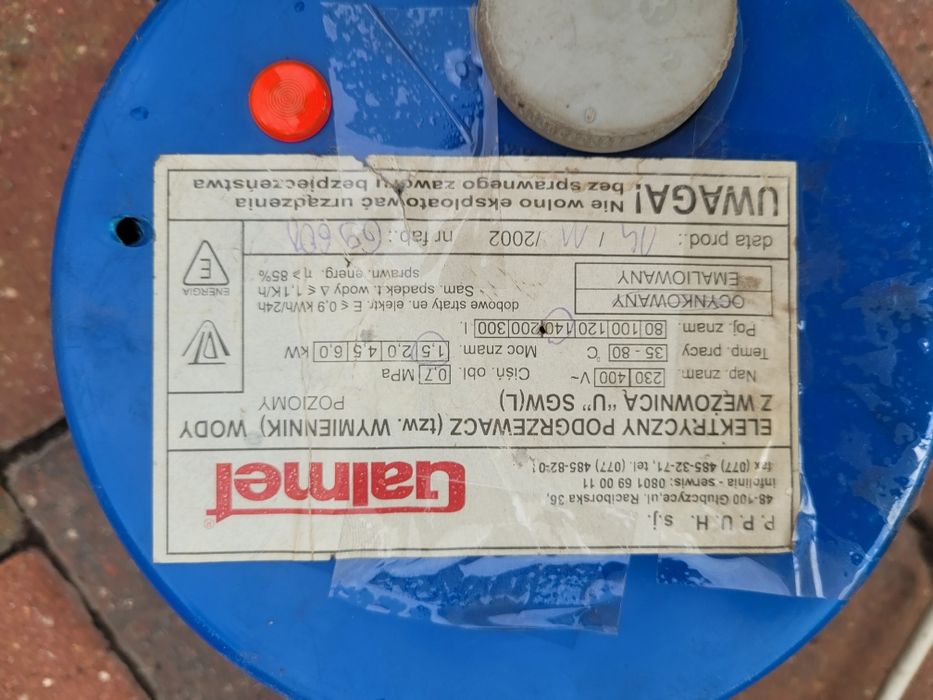 P.P.U.H. s.j.
48-100 Głubczyce, ul. Raciborska 36,
infolinia - serwis: 0801 69 00 11
fax (077) 485-32-71, tel. (077) 485-82-0
Galmet®
ELEKTRYCZNY PODGRZEWACZ (tzw. WYMIENNIK) WODY
Z WĘŻOWNICĄ "U" SGW(L) POZIOMY
Nap. znam. 230 400 V~ Ciśn. obl. 0,7 MPa
Temp. pracy 35 - 80 °C Moc znam. 1,5 2,0 4,5 6,0 kW
Poj. znam. 80 100 120 140 200 300 l.
OCYNKOWANY
EMALIOWANY
dobowe straty en. elektr. E ≤ 0,9 kWh/24h
Sam. spadek t. wody Δ ≤ 1,1K/h
sprawn. energ. η > 85%
E
ENERGIA
data prod.: 14 / 11 /2002 nr fab.:
UWAGA! Nie wolno eksploatować urządzenia
bez sprawnego zaworu bezpieczeństwa